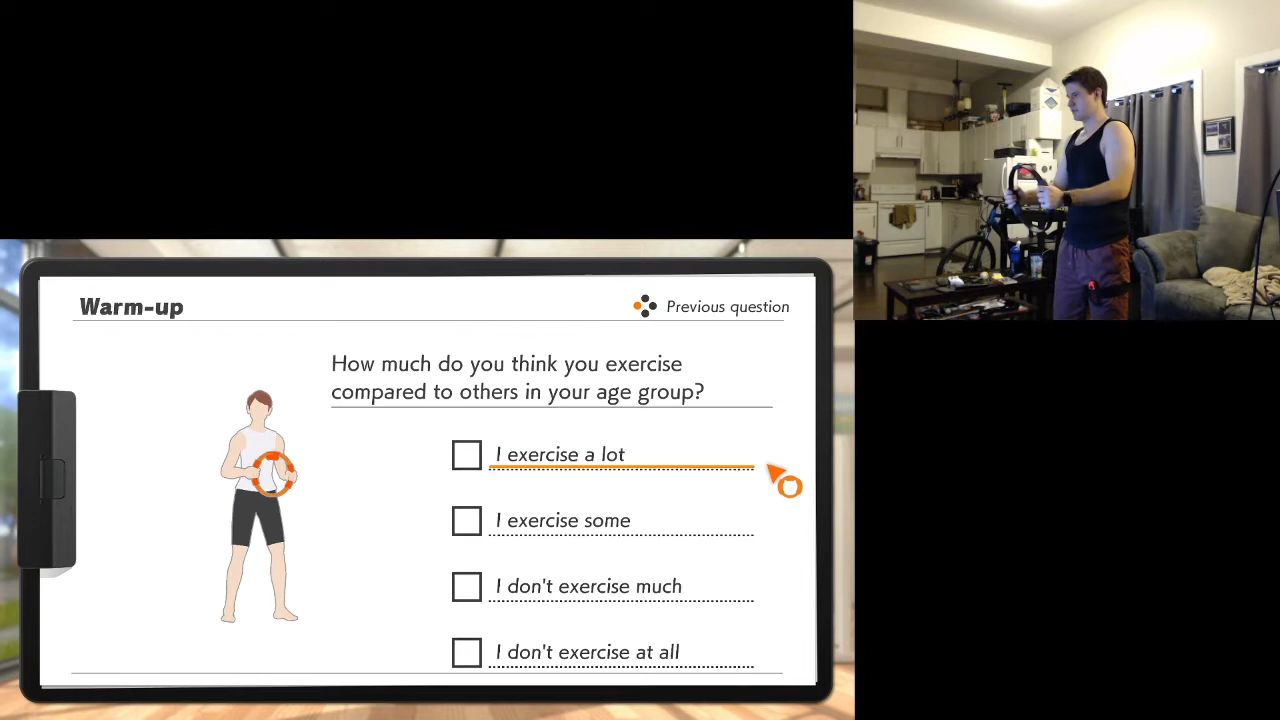 Warm-up
Previous question
How much do you think you exercise
compared to others in your age group?
I exercise a lot
I exercise some
I don't exercise much
I don't exercise at all